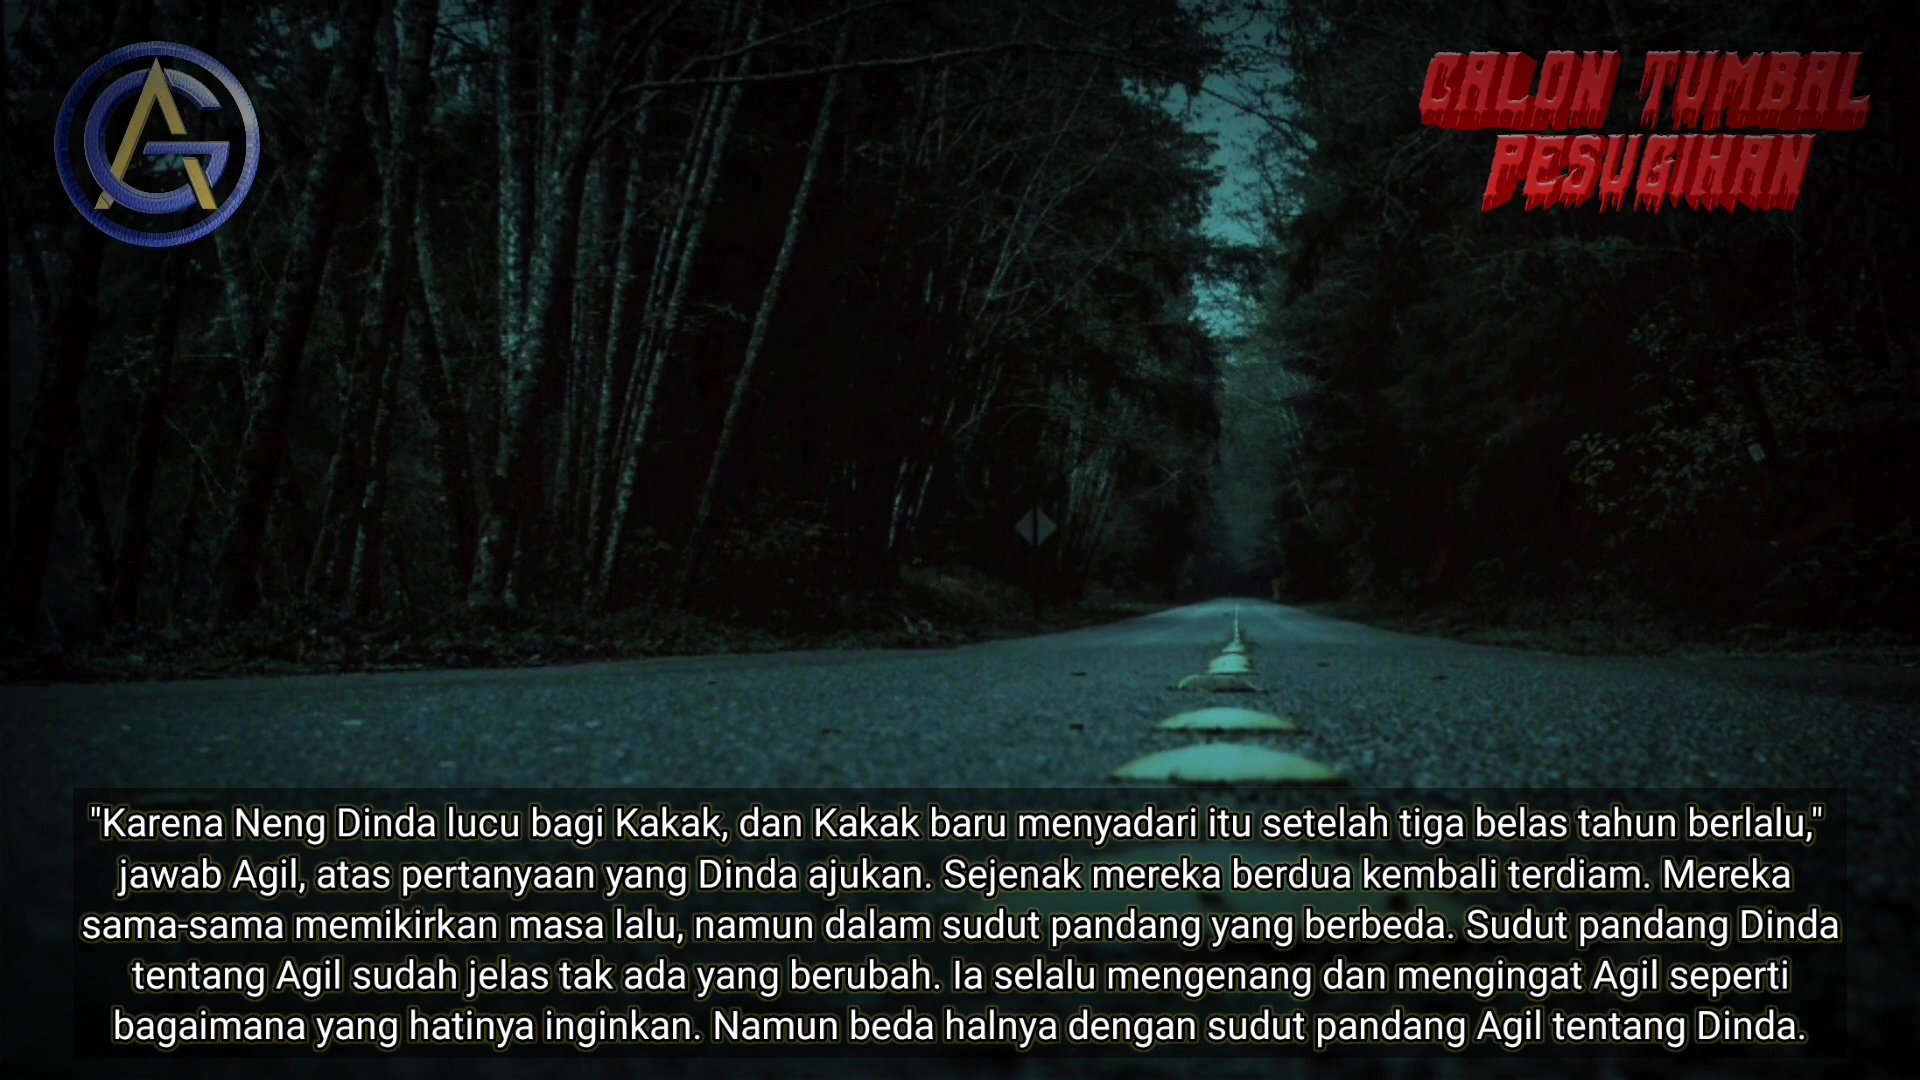 CALON TUMBAL
PESUGIHAN
"Karena Neng Dinda lucu bagi Kakak, dan Kakak baru menyadari itu setelah tiga belas tahun berlalu,"
jawab Agil, atas pertanyaan yang Dinda ajukan. Sejenak mereka berdua kembali terdiam. Mereka
sama-sama memikirkan masa lalu, namun dalam sudut pandang yang berbeda. Sudut pandang Dinda
tentang Agil sudah jelas tak ada yang berubah. Ia selalu mengenang dan mengingat Agil seperti
bagaimana yang hatinya inginkan. Namun beda halnya dengan sudut pandang Agil tentang Dinda.